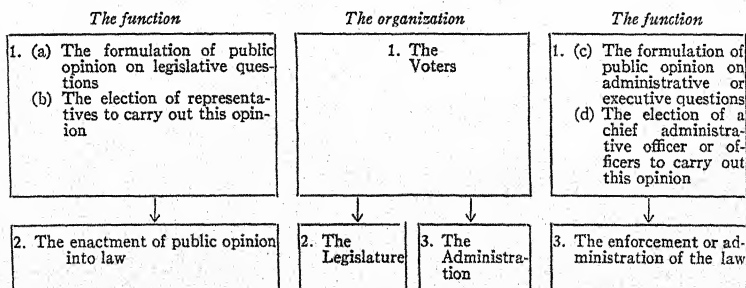 The function
1. (a) The formulation of public
opinion on legislative ques-
tions
(b) The election of representa-
tives to carry out this opin-
ion
2. The enactment of public opinion
into law
The organization
1. The
Voters
2. The
Legislature
3. The
Administra-
tion
The function
1. (c) The formulation of
public opinion on
administrative or
executive questions
(d) The election of a
chief administra-
tive officer or of-
ficers to carry out
this opinion
3. The enforcement or ad-
ministration of the law